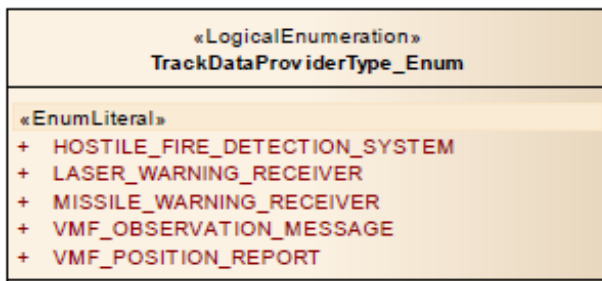 «LogicalEnumeration»
TrackDataProviderType_Enum
«EnumLiteral»
+ HOSTILE_FIRE_DETECTION_SYSTEM
+ LASER_WARNING_RECEIVER
+ MISSILE_WARNING_RECEIVER
+ VMF_OBSERVATION_MESSAGE
+ VMF_POSITION_REPORT